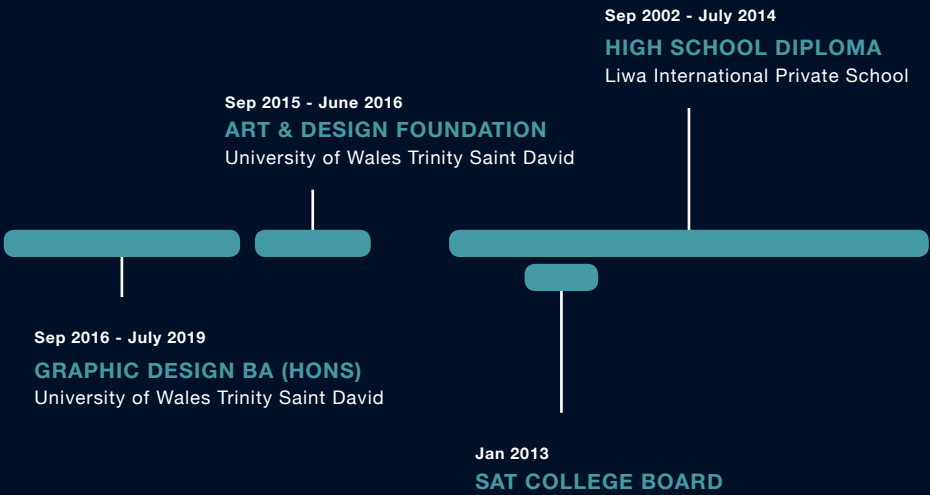 Sep 2002 - July 2014
HIGH SCHOOL DIPLOMA
Liwa International Private School
Sep 2015 - June 2016
ART & DESIGN FOUNDATION
University of Wales Trinity Saint David
Sep 2016 - July 2019
GRAPHIC DESIGN BA (HONS)
University of Wales Trinity Saint David
Jan 2013
SAT COLLEGE BOARD